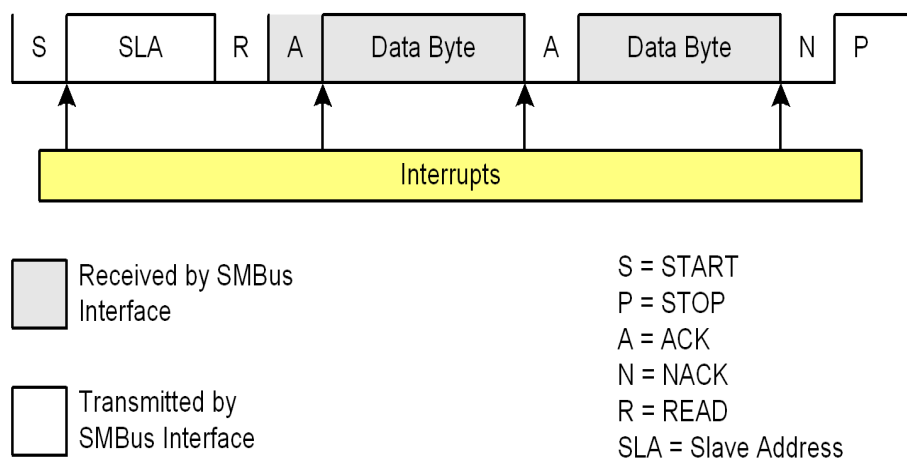 S SLA R A Data Byte A Data Byte N P
Interrupts
Received by SMBus
Interface
Transmitted by
SMBus Interface
S = START
P = STOP
A = ACK
N = NACK
R = READ
SLA = Slave Address